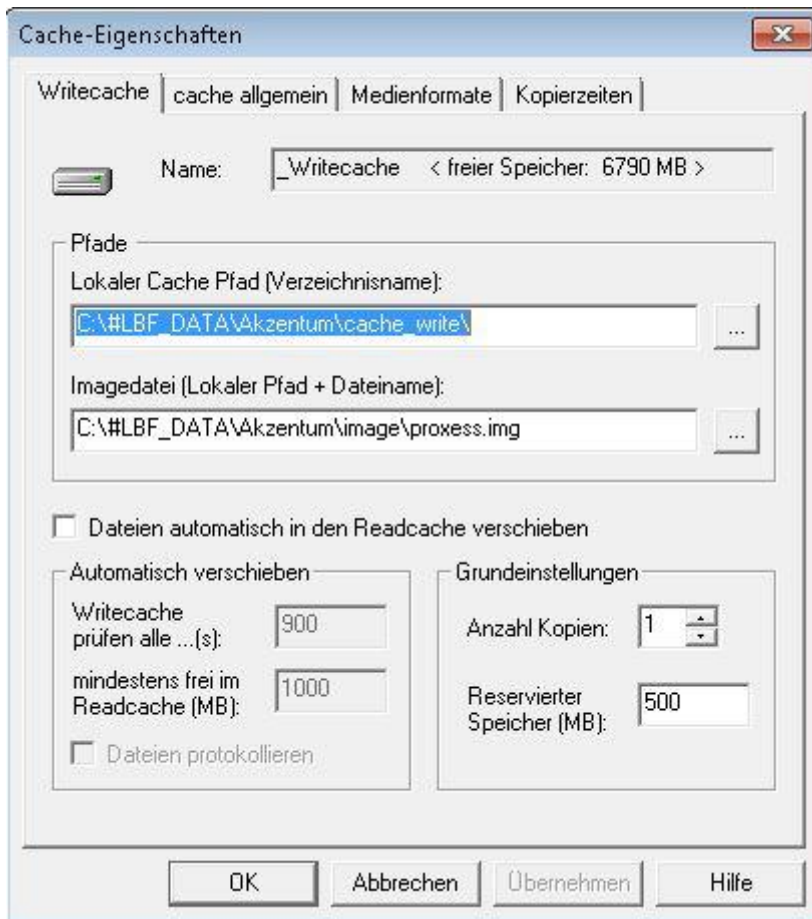 Cache-Eigenschaften
Writecache cache allgemein Medienformate Kopierzeiten
Name: _Writecache < freier Speicher: 6790 MB >
Pfade
Lokaler Cache Pfad (Verzeichnisname):
C:\#LBF_DATA\Akzentum\cache_write\
...
Imagedatei (Lokaler Pfad + Dateiname):
C:\#LBF_DATA\Akzentum\image\proxess.img
...
Dateien automatisch in den Readcache verschieben
Automatisch verschieben
Writecache
prüfen alle ...(s):
900
mindestens frei im
Readcache (MB):
1000
Dateien protokollieren
Grundeinstellungen
Anzahl Kopien:
1
Reservierter
Speicher (MB):
500
OK Abbrechen Übernehmen Hilfe